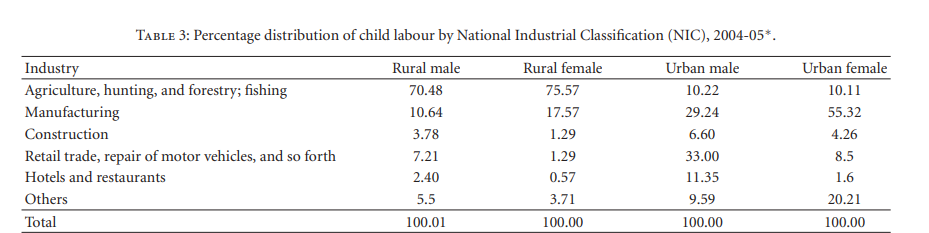 TABLE 3: Percentage distribution of child labour by National Industrial Classification (NIC), 2004-05*.
Industry Rural male Rural female Urban male Urban female
Agriculture, hunting, and forestry; fishing 70.48 75.57 10.22 10.11
Manufacturing 10.64 17.57 29.24 55.32
Construction 3.78 1.29 6.60 4.26
Retail trade, repair of motor vehicles, and so forth 7.21 1.29 33.00 8.5
Hotels and restaurants 2.40 0.57 11.35 1.6
Others 5.5 3.71 9.59 20.21
Total 100.01 100.00 100.00 100.00